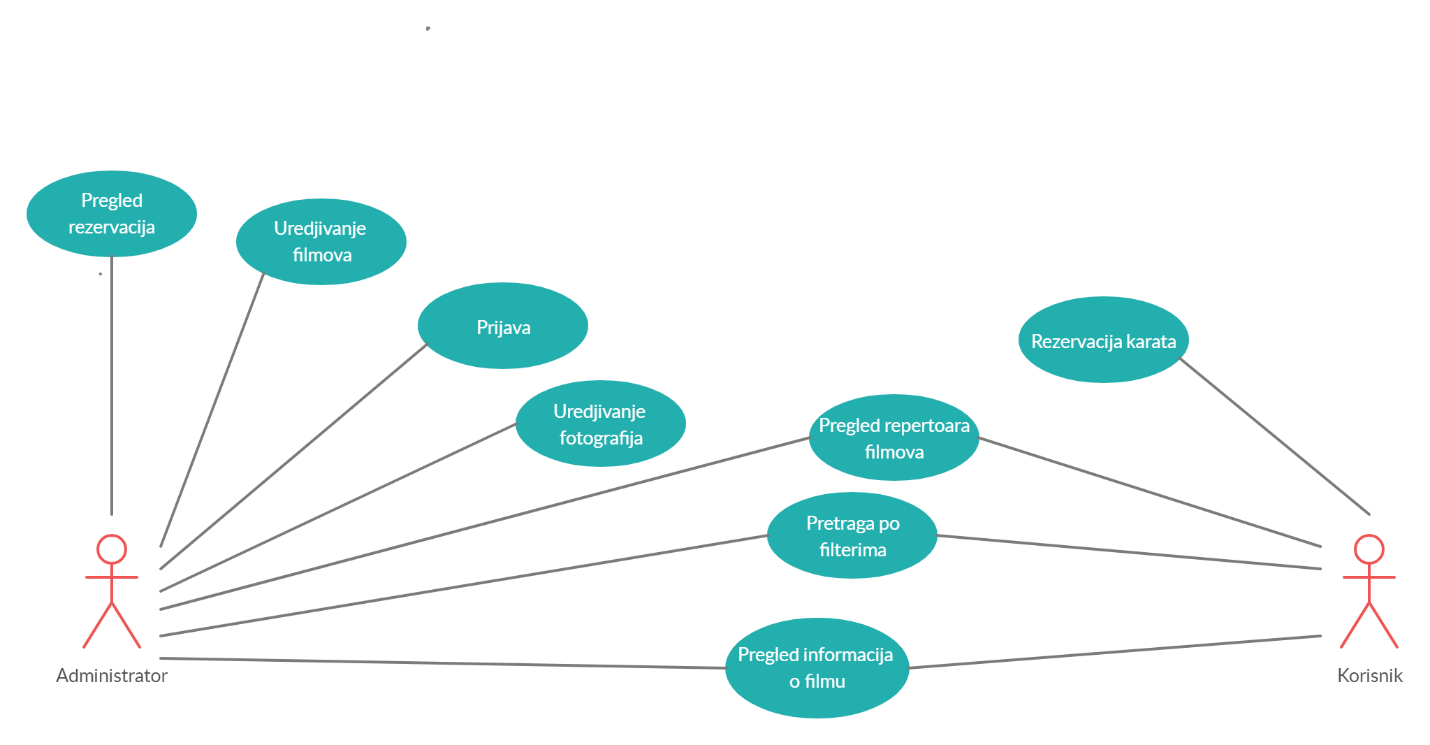 Pregled
rezervacija
Uredjivanje
filmova
Prijava
Rezervacija karata
Uredjivanje
fotografija
Pregled repertoara
filmova
Pretraga po
filterima
Pregled informacija
o filmu
Administrator
Korisnik